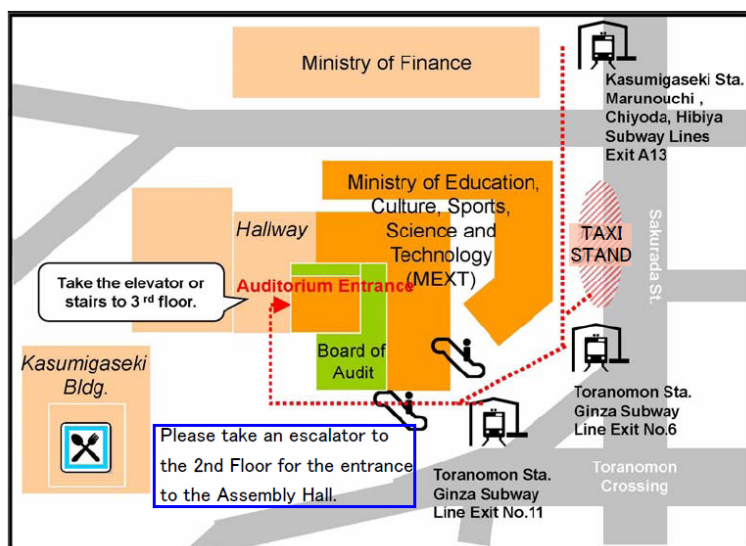 Ministry of Finance
Kasumigaseki Sta.
Marunouchi ,
Chiyoda, Hibiya
Subway Lines
Exit A13
Ministry of Education,
Culture, Sports,
Science and
Technology
(MEXT)
Hallway
TAXI
STAND
Sakurada St.
Take the elevator or
stairs to 3 rd floor.
Auditorium Entrance
Board of
Audit
Kasumigaseki
Bldg.
Toranomon Sta.
Ginza Subway
Line Exit No.6
Please take an escalator to
the 2nd Floor for the entrance
to the Assembly Hall.
Toranomon Sta.
Ginza Subway
Line Exit No.11
Toranomon
Crossing